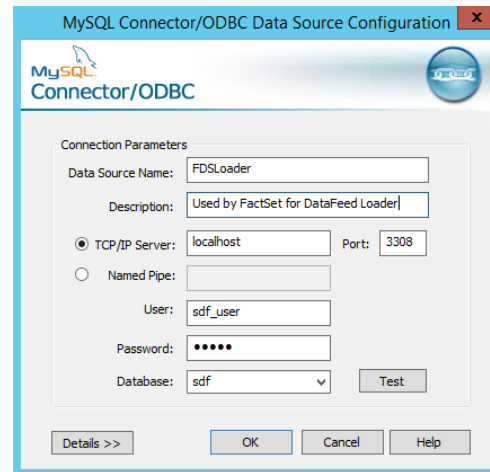 MySQL Connector/ODBC Data Source Configuration
x
MySQL
Connector/ODBC
Connection Parameters
Data Source Name: FDSLoader
Description: Used by FactSet for DataFeed Loader
TCP/IP Server: localhost Port: 3308
Named Pipe:
User: sdf_user
Password: •••••
Database: sdf Test
Details >> OK Cancel Help